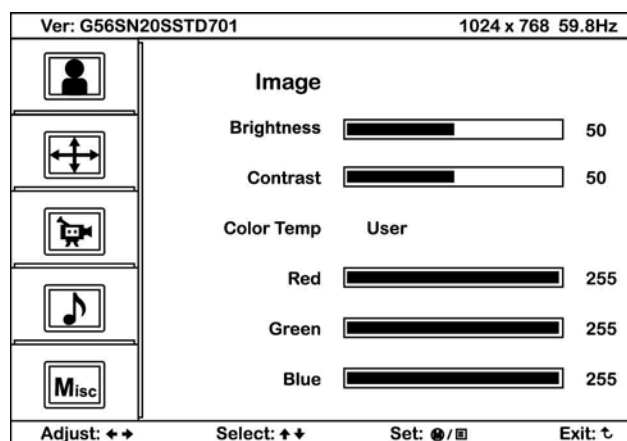 Ver: G56SN20SSTD701 1024 x 768 59.8Hz
Image
Brightness 50
Contrast 50
Color Temp User
Red 255
Green 255
Blue 255
Misc
Adjust: ←→ Select: ↑↓ Set: Ⓜ/▣ Exit: ↻